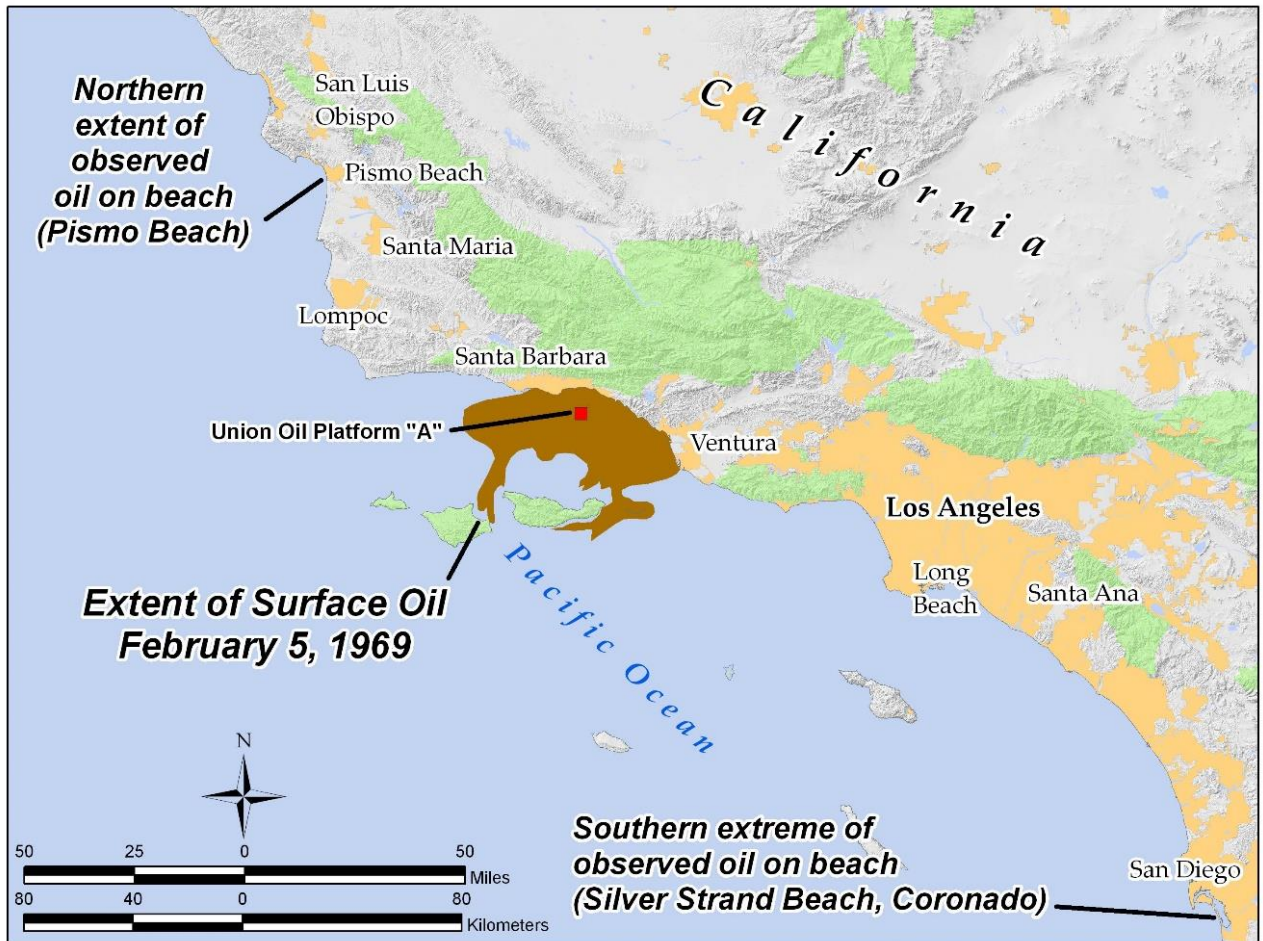 Northern
extent of
observed
oil on beach
(Pismo Beach)
San Luis
Obispo
Pismo Beach
Santa Maria
Lompoc
Santa Barbara
California
Union Oil Platform "A"
Ventura
Los Angeles
Long
Beach
Santa Ana
Extent of Surface Oil
February 5, 1969
Pacific Ocean
N
50 25 0 50
Miles
80 40 0 80
Kilometers
Southern extreme of
observed oil on beach
(Silver Strand Beach, Coronado)
San Diego